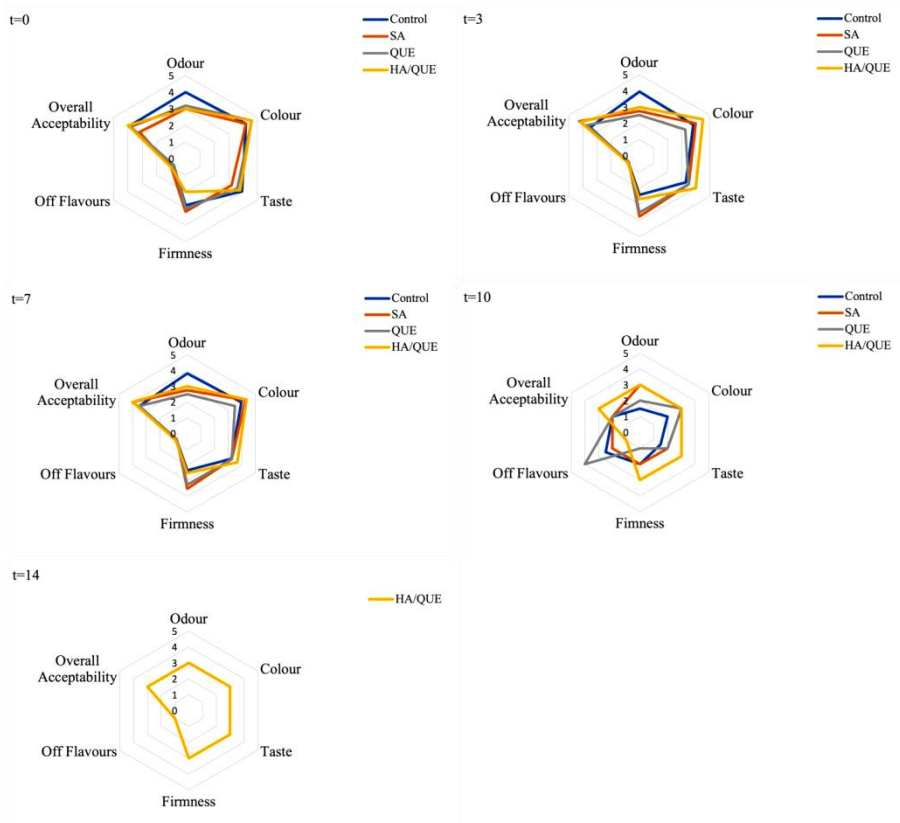 t=0
Control
SA
QUE
HA/QUE
Odour
5
4
3
2
1
0
Colour
Taste
Firmness
Off Flavours
Overall
Acceptability
t=3
Control
SA
QUE
HA/QUE
Odour
5
4
3
2
1
0
Colour
Taste
Firmness
Off Flavours
Overall
Acceptability
t=7
Control
SA
QUE
HA/QUE
Odour
5
4
3
2
1
0
Colour
Taste
Firmness
Off Flavours
Overall
Acceptability
t=10
Control
SA
QUE
HA/QUE
Odour
5
4
3
2
1
0
Colour
Taste
Fimness
Off Flavours
Overall
Acceptability
t=14
HA/QUE
Odour
5
4
3
2
1
0
Colour
Taste
Firmness
Off Flavours
Overall
Acceptability